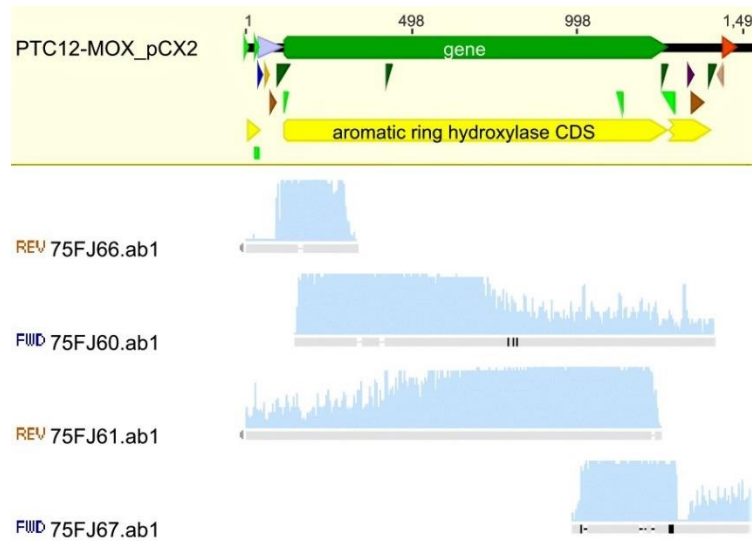 1 498 998 1,49
PTC12-MOX_pCX2
gene
aromatic ring hydroxylase CDS
REV 75FJ66.ab1
FWD 75FJ60.ab1
REV 75FJ61.ab1
FWD 75FJ67.ab1